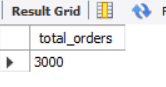 Result Grid
total_orders
3000